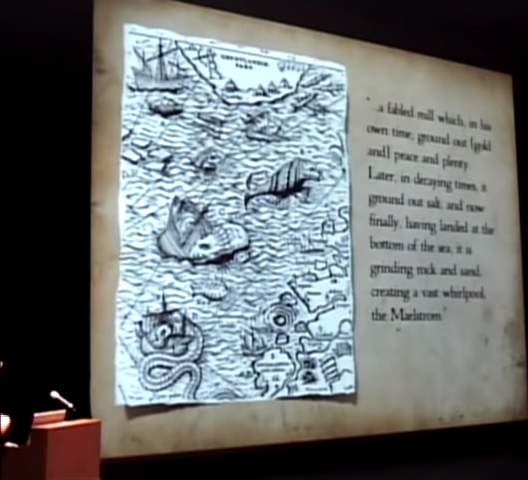 "...a fabled mill which, in his
own time, ground out [gold
and] peace and plenty.
Later, in decaying times, it
ground out salt; and now
finally, having landed at the
bottom of the sea, it is
grinding rock and sand,
creating a vast whirlpool,
the Maelstrom."